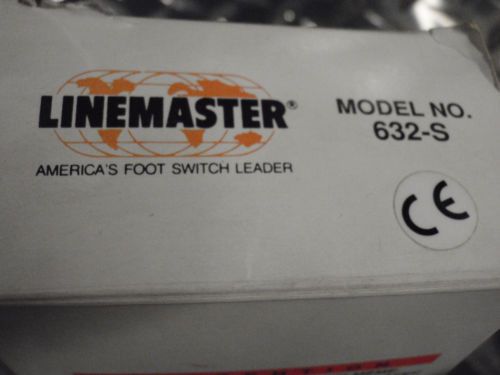 LINEMASTER®
AMERICA'S FOOT SWITCH LEADER
MODEL NO.
632-S
CE